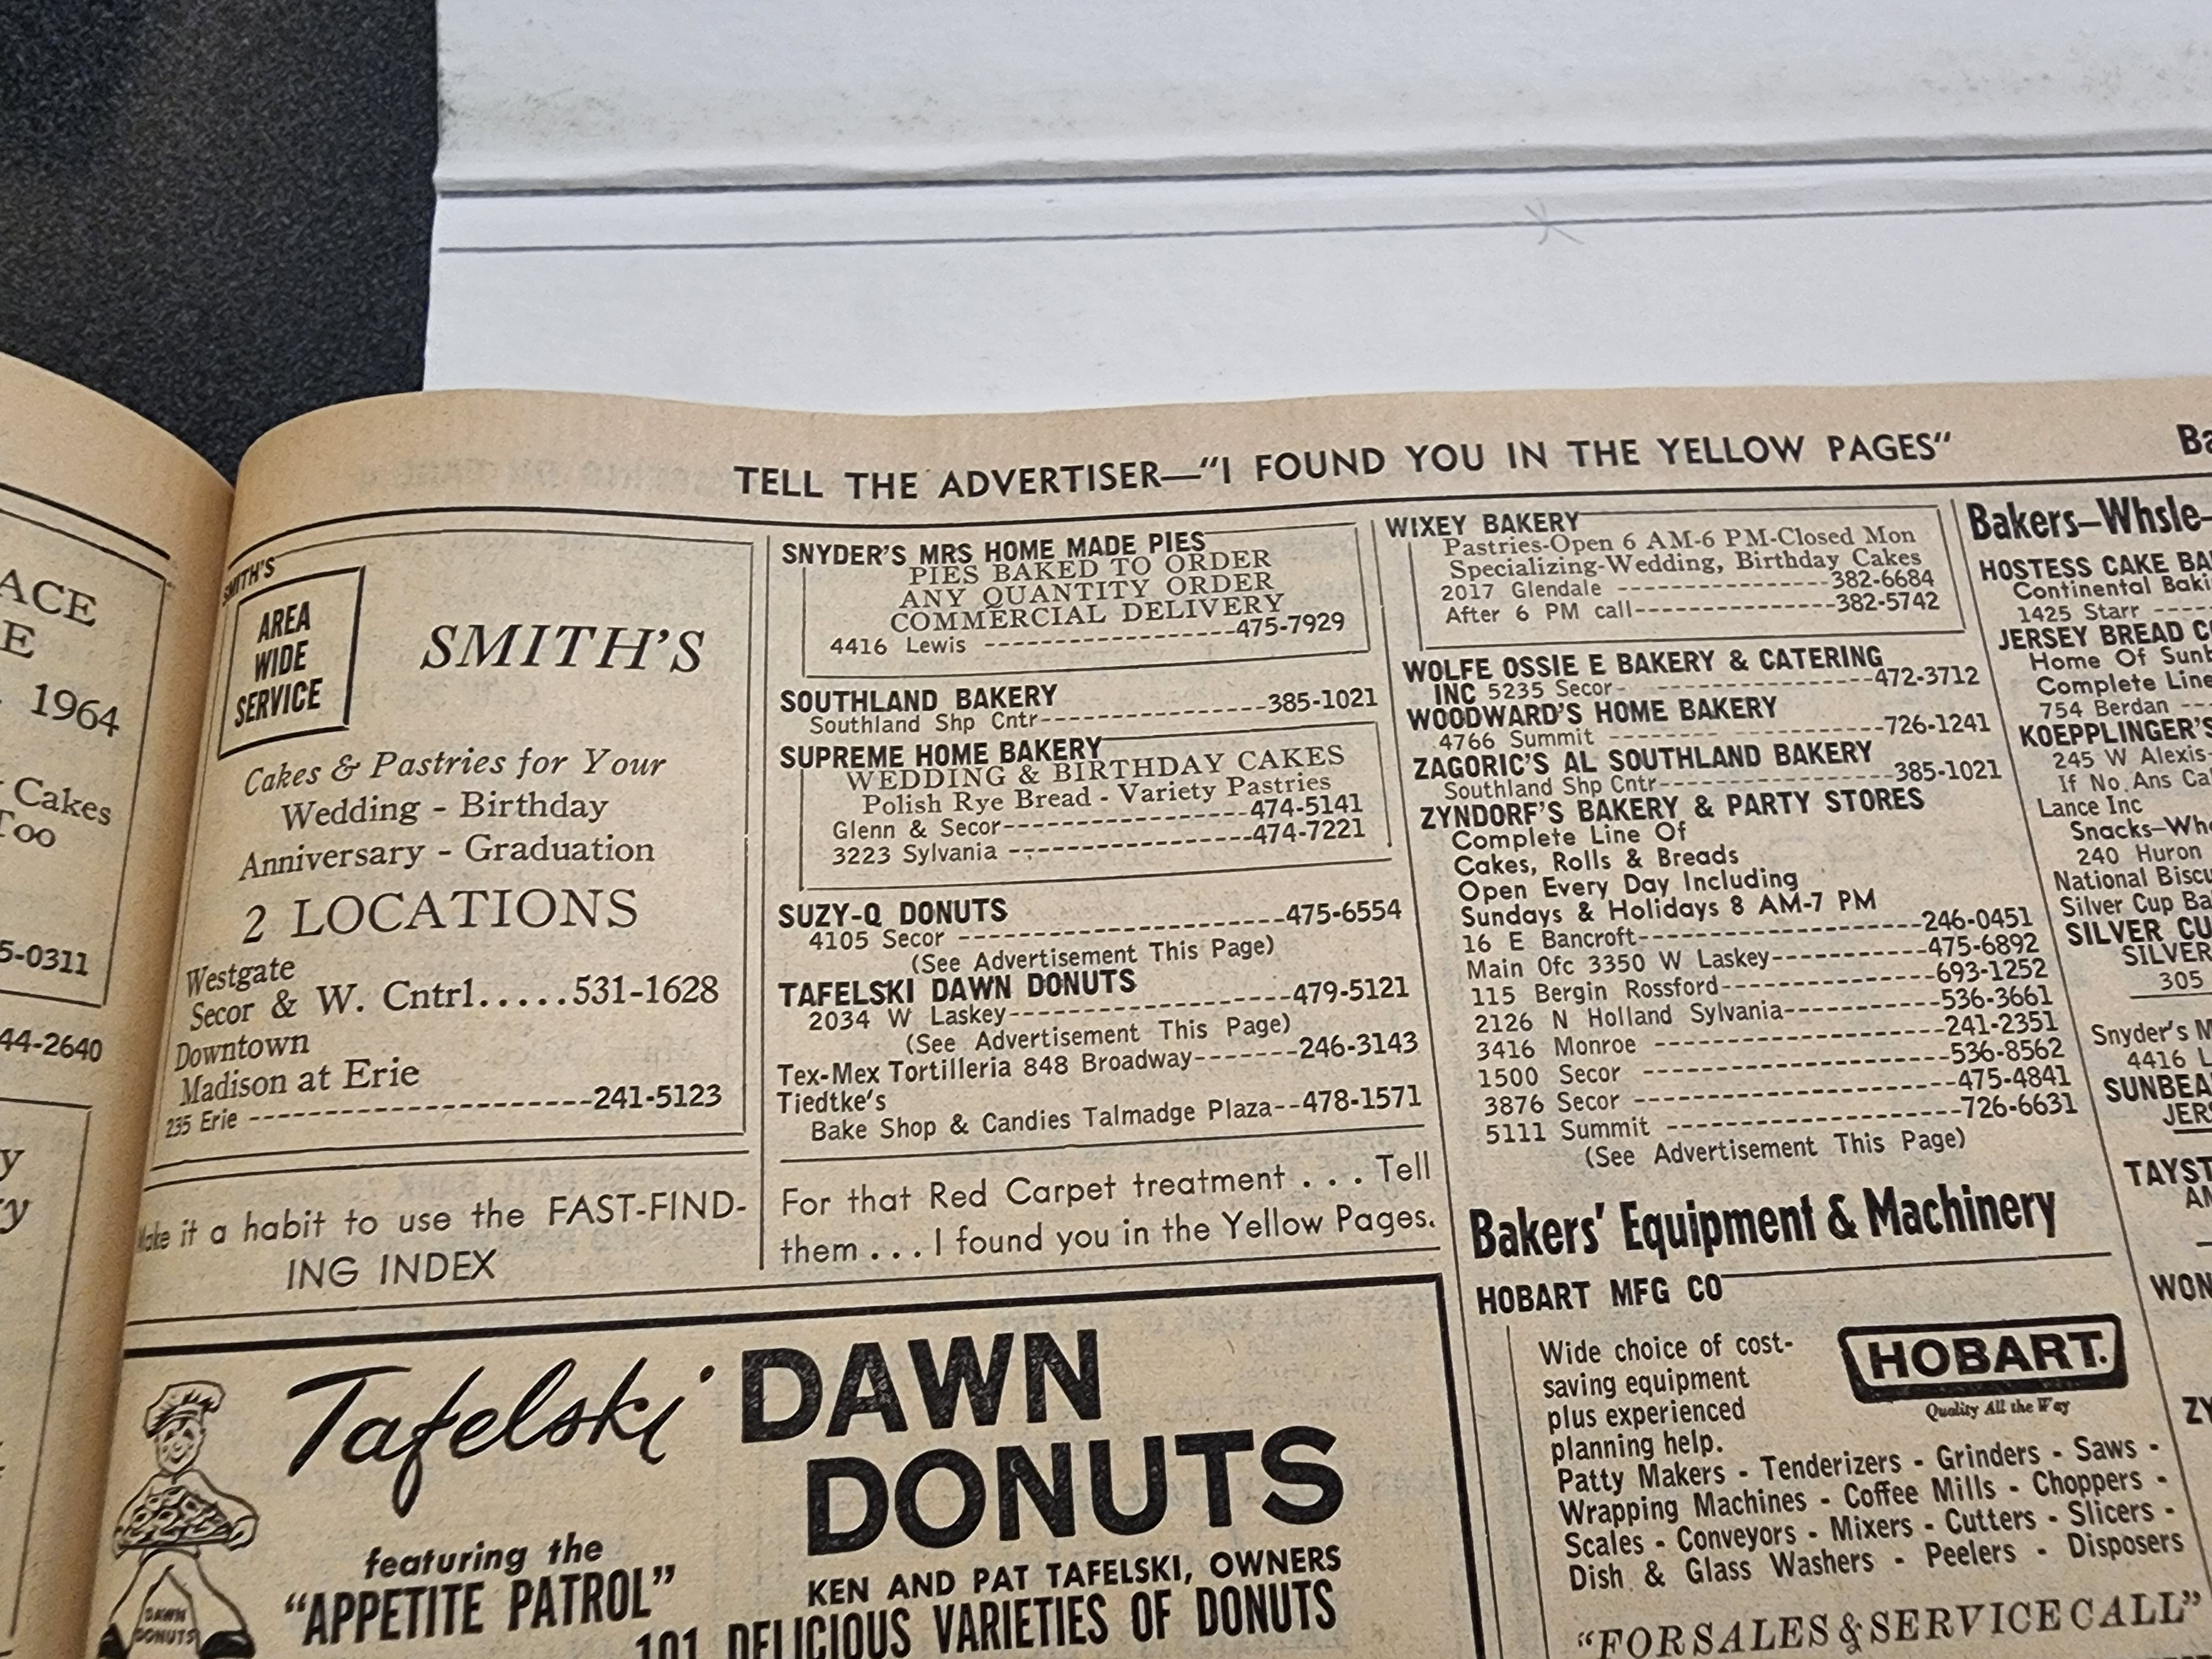 TELL THE ADVERTISER—"I FOUND YOU IN THE YELLOW PAGES"
Ba
ACE
E
1964
Cakes
Too
5-0311
44-2640
y
y
SMITH'S
AREA
WIDE
SERVICE
SMITH'S
Cakes & Pastries for Your
Wedding - Birthday
Anniversary - Graduation
2 LOCATIONS
Westgate
Secor & W. Cntrl.....531-1628
Downtown
Madison at Erie
235 Erie --------------------241-5123
Make it a habit to use the FAST-FIND-
ING INDEX
SNYDER'S MRS HOME MADE PIES
PIES BAKED TO ORDER
ANY QUANTITY ORDER
COMMERCIAL DELIVERY
4416 Lewis ---------------475-7929
SOUTHLAND BAKERY
Southland Shp Cntr--------------385-1021
SUPREME HOME BAKERY
WEDDING & BIRTHDAY CAKES
Polish Rye Bread - Variety Pastries
Glenn & Secor---------------474-5141
3223 Sylvania ---------------474-7221
SUZY-Q DONUTS
4105 Secor --------------------475-6554
(See Advertisement This Page)
TAFELSKI DAWN DONUTS
2034 W Laskey-----------------479-5121
(See Advertisement This Page)
Tex-Mex Tortilleria 848 Broadway-------246-3143
Tiedtke's
Bake Shop & Candies Talmadge Plaza--478-1571
For that Red Carpet treatment . . . Tell
them . . . I found you in the Yellow Pages.
WIXEY BAKERY
Pastries-Open 6 AM-6 PM-Closed Mon
Specializing-Wedding, Birthday Cakes
2017 Glendale --------------382-6684
After 6 PM call--------------382-5742
WOLFE OSSIE E BAKERY & CATERING
INC 5235 Secor-----------------472-3712
WOODWARD'S HOME BAKERY
4766 Summit -----------------726-1241
ZAGORIC'S AL SOUTHLAND BAKERY
Southland Shp Cntr--------------385-1021
ZYNDORF'S BAKERY & PARTY STORES
Complete Line Of
Cakes, Rolls & Breads
Open Every Day Including
Sundays & Holidays 8 AM-7 PM
16 E Bancroft-----------------246-0451
Main Ofc 3350 W Laskey----------475-6892
115 Bergin Rossford--------------693-1252
2126 N Holland Sylvania----------536-3661
3416 Monroe -----------------241-2351
1500 Secor -------------------536-8562
3876 Secor -------------------475-4841
5111 Summit -----------------726-6631
(See Advertisement This Page)
Bakers' Equipment & Machinery
HOBART MFG CO
Wide choice of cost-
saving equipment
plus experienced
planning help.
HOBART.
Quality All the Way
Patty Makers - Tenderizers - Grinders - Saws -
Wrapping Machines - Coffee Mills - Choppers -
Scales - Conveyors - Mixers - Cutters - Slicers -
Dish & Glass Washers - Peelers - Disposers
"FOR SALES & SERVICE CALL"
Bakers—Whsle—
HOSTESS CAKE BA
Continental Baki
1425 Starr ----
JERSEY BREAD C
Home Of Sunb
Complete Line
754 Berdan ---
KOEPPLINGER'S
245 W Alexis-
If No Ans Ca
Lance Inc
Snacks—Wh
240 Huron
National Biscu
Silver Cup Ba
SILVER CU
SILVER
305
Snyder's M
4416 L
SUNBEA
JER
TAYST
A
WON
ZY
Tafelski DAWN
DONUTS
featuring the
"APPETITE PATROL"
KEN AND PAT TAFELSKI, OWNERS
101 DELICIOUS VARIETIES OF DONUTS
DAWN
DONUTS